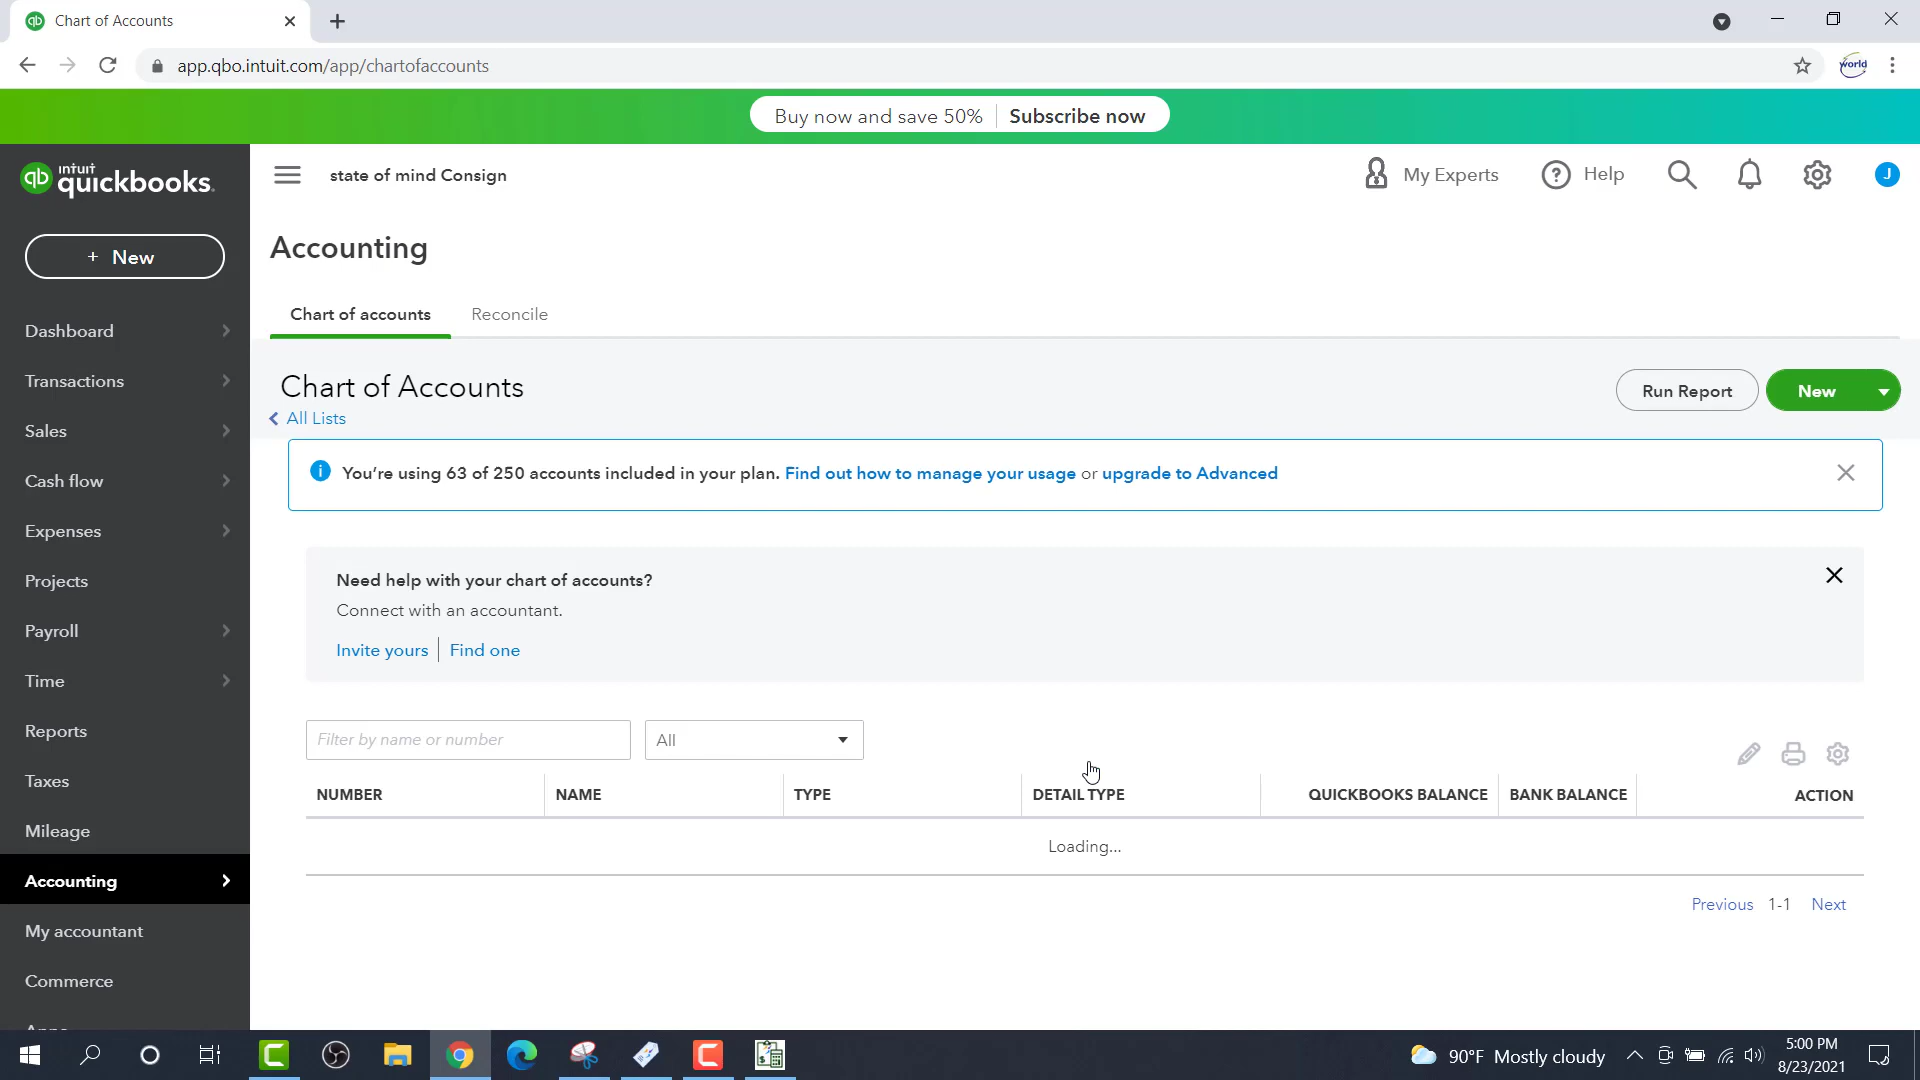 Chart of Accounts
app.qbo.intuit.com/app/chartofaccounts
world
Buy now and save 50% Subscribe now
qb intuit quickbooks.
state of mind Consign
My Experts
? Help
J
+ New
Accounting
Chart of accounts
Reconcile
Dashboard
Transactions
Sales
Cash flow
Expenses
Projects
Payroll
Time
Reports
Taxes
Mileage
Accounting
My accountant
Commerce
Chart of Accounts
All Lists
Run Report
New
You’re using 63 of 250 accounts included in your plan. Find out how to manage your usage or upgrade to Advanced
Need help with your chart of accounts?
Connect with an accountant.
Invite yours
Find one
Filter by name or number
All
NUMBER NAME TYPE DETAIL TYPE QUICKBOOKS BALANCE BANK BALANCE ACTION
Loading...
Previous 1-1 Next
90°F Mostly cloudy
5:00 PM
8/23/2021